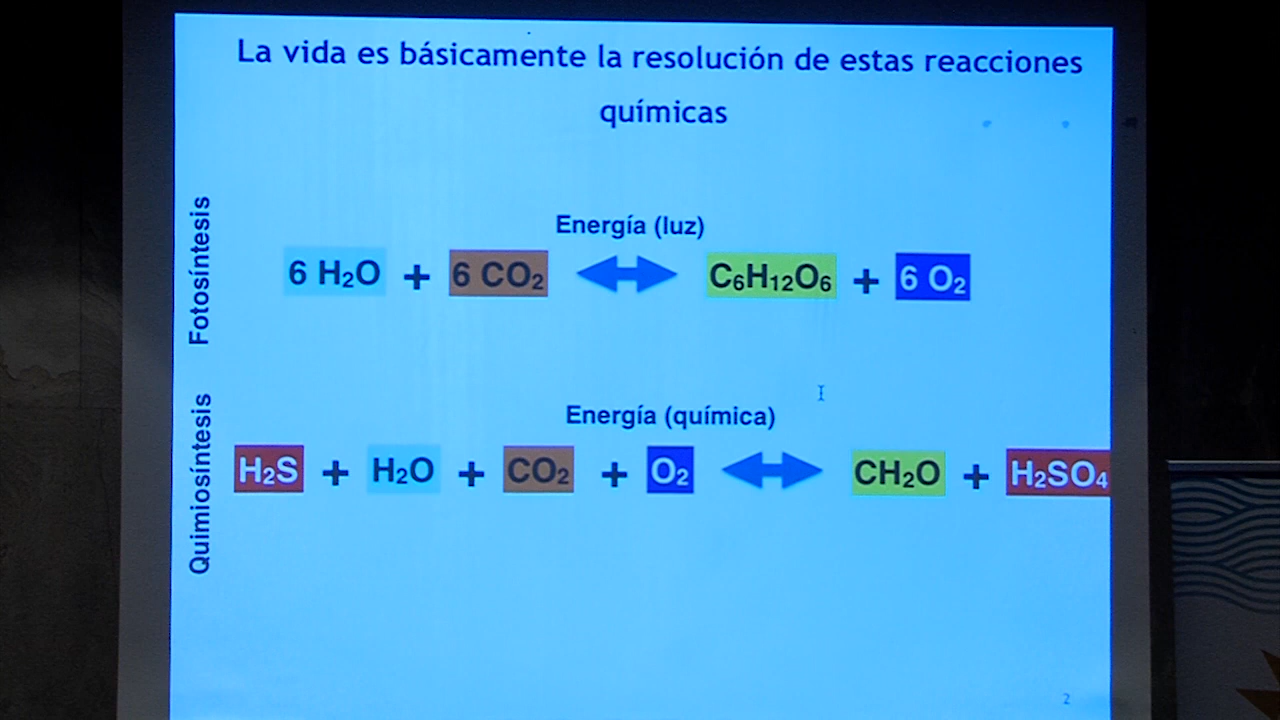 La vida es básicamente la resolución de estas reacciones
químicas
Fotosíntesis
Energía (luz)
6 H₂O + 6 CO₂ ↔ C₆H₁₂O₆ + 6 O₂
Quimiosíntesis
Energía (química)
H₂S + H₂O + CO₂ + O₂ ↔ CH₂O + H₂SO₄
2